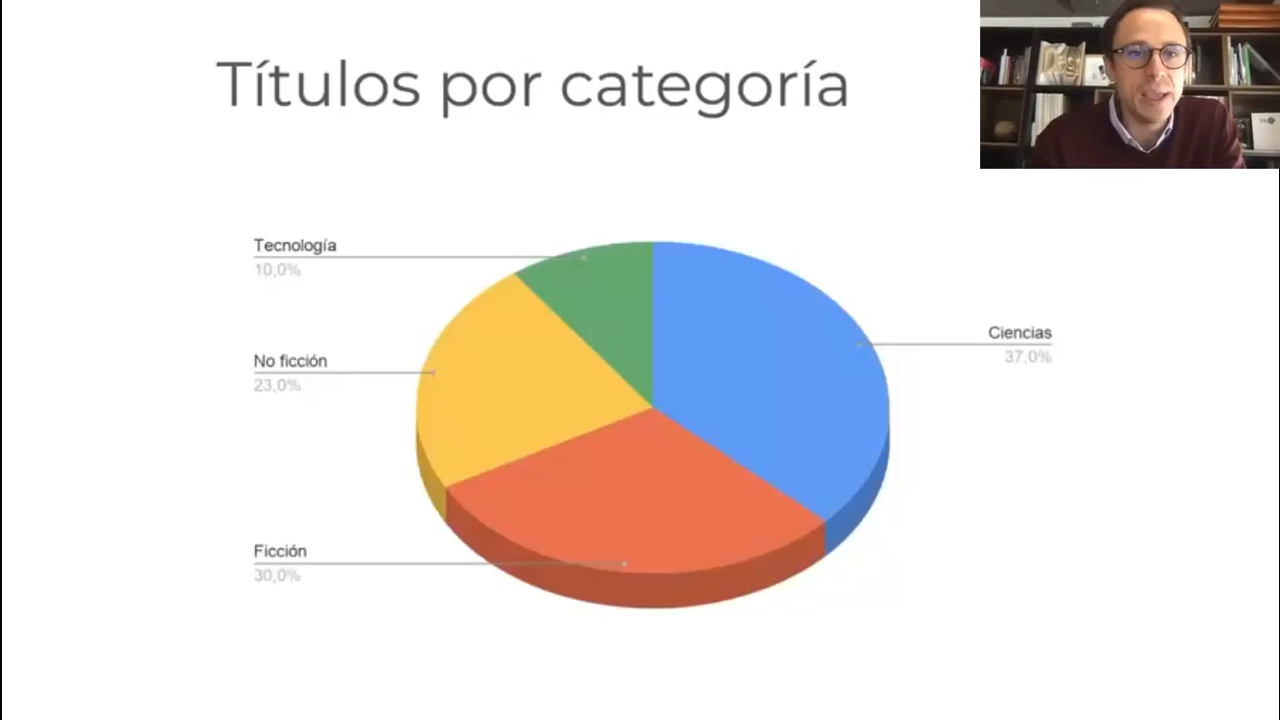 Títulos por categoría
Tecnología
10,0%
Ciencias
37,0%
No ficción
23,0%
Ficción
30,0%